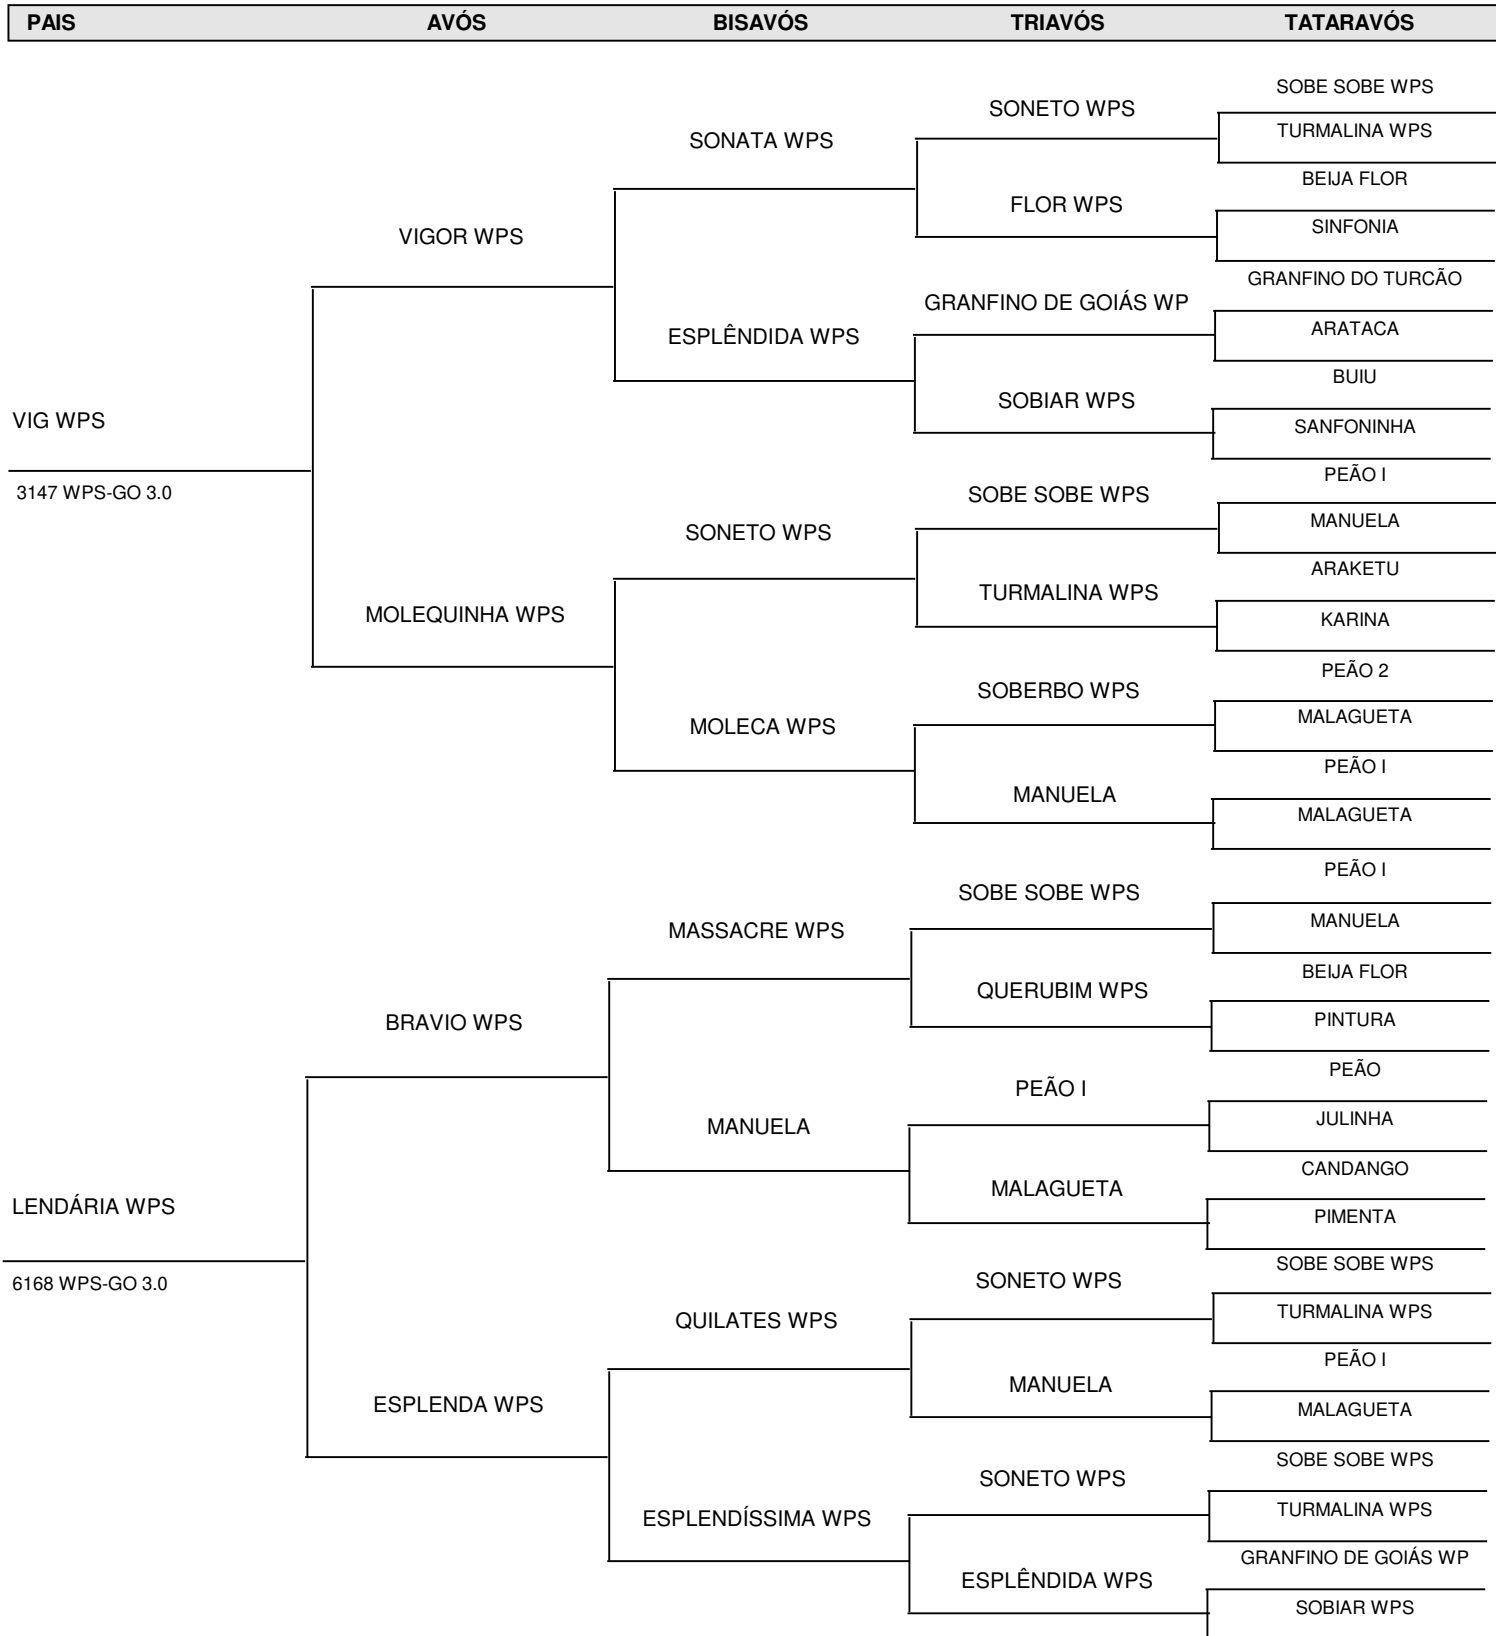 PAIS AVÓS BISAVÓS TRIAVÓS TATARAVÓS
SOBE SOBE WPS
SONETO WPS
TURMALINA WPS
SONATA WPS
BEIJA FLOR
FLOR WPS
SINFONIA
VIGOR WPS
GRANFINO DO TURCÃO
GRANFINO DE GOIÁS WP
ARATACA
ESPLÊNDIDA WPS
BUIU
SOBIAR WPS
SANFONINHA
VIG WPS
3147 WPS-GO 3.0
PEÃO I
SOBE SOBE WPS
MANUELA
SONETO WPS
ARAKETU
TURMALINA WPS
KARINA
MOLEQUINHA WPS
PEÃO 2
SOBERBO WPS
MALAGUETA
MOLECA WPS
PEÃO I
MANUELA
MALAGUETA
PEÃO I
SOBE SOBE WPS
MANUELA
MASSACRE WPS
BEIJA FLOR
QUERUBIM WPS
PINTURA
BRAVIO WPS
PEÃO
PEÃO I
JULINHA
MANUELA
CANDANGO
MALAGUETA
PIMENTA
LENDÁRIA WPS
6168 WPS-GO 3.0
SOBE SOBE WPS
SONETO WPS
TURMALINA WPS
QUILATES WPS
PEÃO I
MANUELA
MALAGUETA
ESPLENDA WPS
SOBE SOBE WPS
SONETO WPS
TURMALINA WPS
ESPLENDÍSSIMA WPS
GRANFINO DE GOIÁS WP
ESPLÊNDIDA WPS
SOBIAR WPS